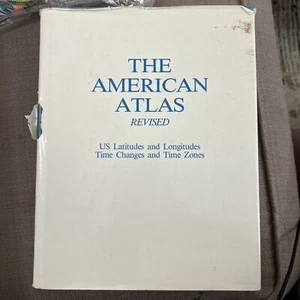 THE
AMERICAN
ATLAS
REVISED
US Latitudes and Longitudes
Time Changes and Time Zones